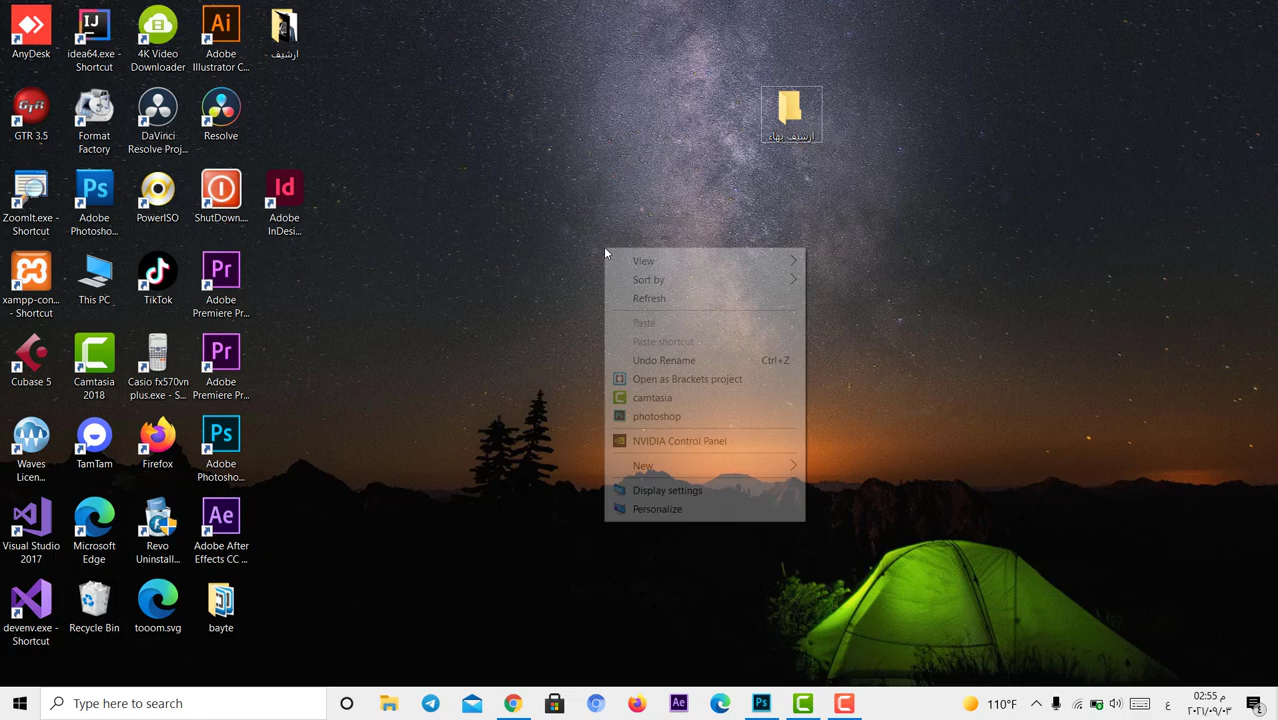 AnyDesk
idea64.exe -
Shortcut
4K Video
Downloader
Adobe
Illustrator C...
ارشيف
GTR 3.5
Format
Factory
DaVinci
Resolve Proj...
Resolve
ارشيف بهاء
ZoomIt.exe -
Shortcut
Adobe
Photosho...
PowerISO
ShutDown....
Adobe
InDesi...
xampp-con...
- Shortcut
This PC
TikTok
Adobe
Premiere Pr...
Cubase 5
Camtasia
2018
Casio fx570vn
plus.exe - S...
Adobe
Premiere Pr...
Waves
Licen...
TamTam
Firefox
Adobe
Photosho...
Visual Studio
2017
Microsoft
Edge
Revo
Uninstall...
Adobe After
Effects CC ...
devenv.exe -
Shortcut
Recycle Bin
tooom.svg
bayte
View
Sort by
Refresh
Paste
Paste shortcut
Undo Rename Ctrl+Z
Open as Brackets project
camtasia
photoshop
NVIDIA Control Panel
New
Display settings
Personalize
Type here to search
110°F
ع
02:55